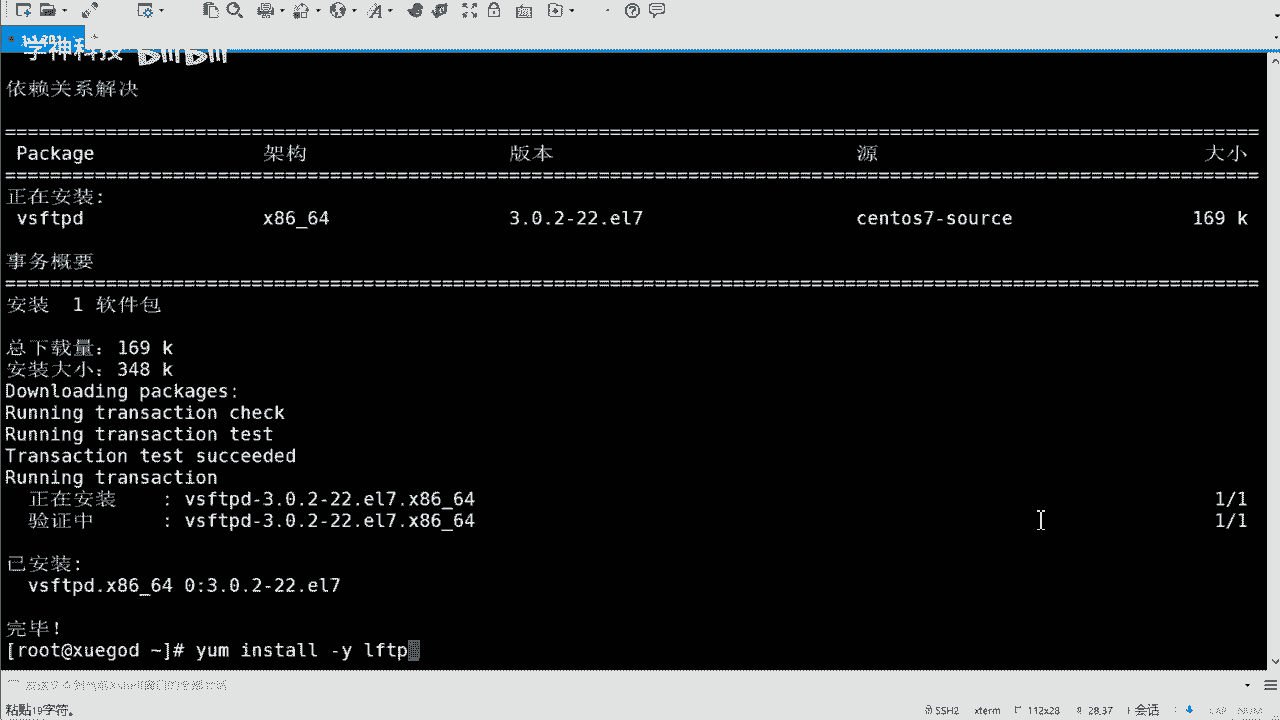 学神科技 bilibili
依赖关系解决
================================================================================================================
Package 架构 版本 源 大小
================================================================================================================
正在安装:
vsftpd x86_64 3.0.2-22.el7 centos7-source 169 k
事务概要
================================================================================================================
安装 1 软件包
总下载量：169 k
安装大小：348 k
Downloading packages:
Running transaction check
Running transaction test
Transaction test succeeded
Running transaction
正在安装 : vsftpd-3.0.2-22.el7.x86_64 1/1
验证中 : vsftpd-3.0.2-22.el7.x86_64 1/1
已安装:
vsftpd.x86_64 0:3.0.2-22.el7
完毕！
[root@xuegod ~]# yum install -y lftp
粘贴19字符。 SSH2 xterm 112x28 28,37 会话